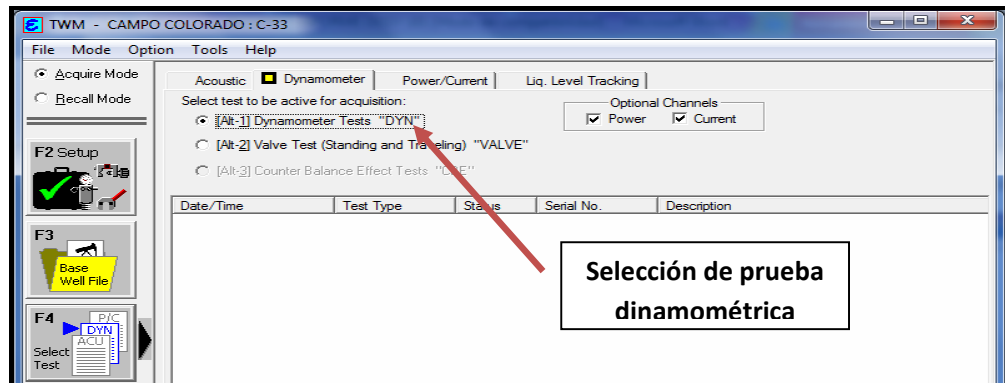 TWM - CAMPO COLORADO : C-33
File Mode Option Tools Help
Acquire Mode
Recall Mode
Acoustic Dynamometer Power/Current Liq. Level Tracking
Select test to be active for acquisition:
Optional Channels
[Alt-1] Dynamometer Tests "DYN"
Power Current
[Alt-2] Valve Test (Standing and Traveling) "VALVE"
[Alt-3] Counter Balance Effect Tests "CBE"
F2 Setup
Date/Time Test Type Status Serial No. Description
F3
Base
Well File
Selección de prueba
dinamométrica
F4
P/C
DYN
ACU
Select
Test